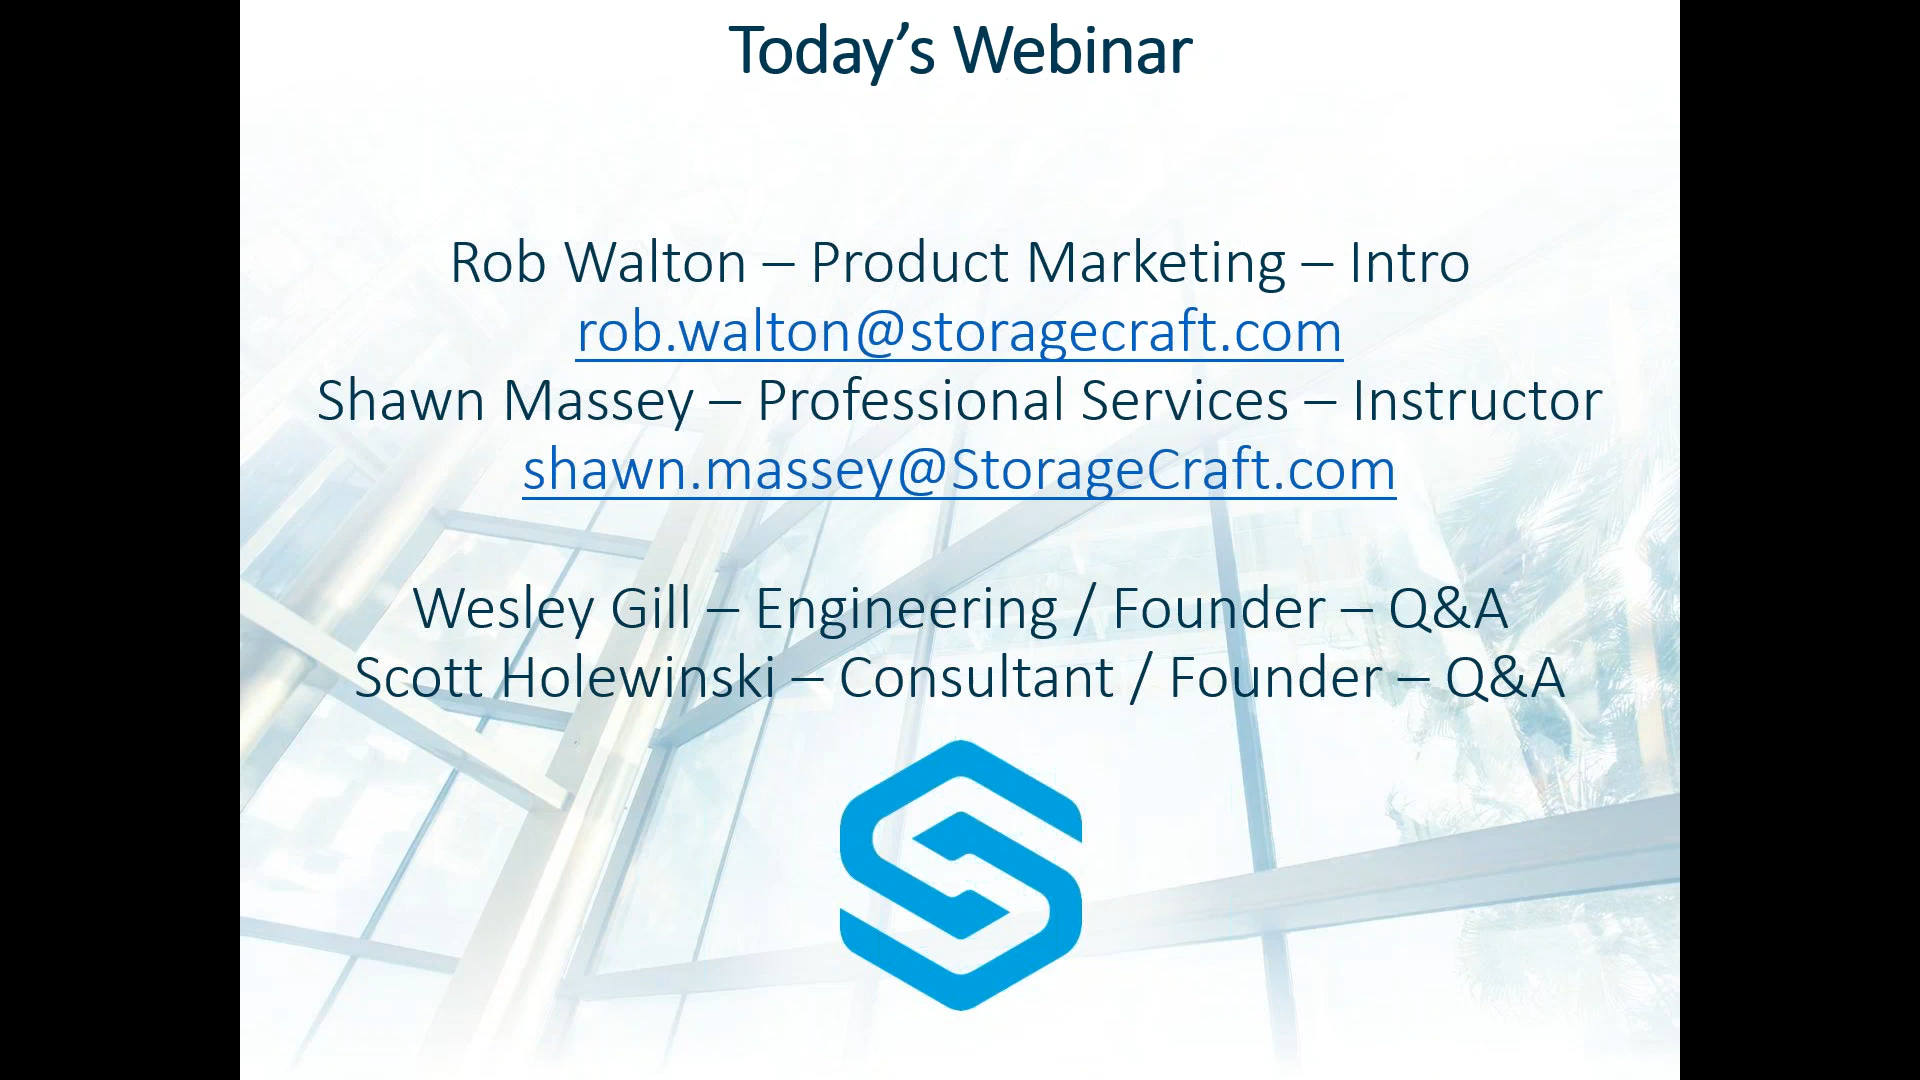 Today’s Webinar
Rob Walton – Product Marketing – Intro
rob.walton@storagecraft.com
Shawn Massey – Professional Services – Instructor
shawn.massey@StorageCraft.com
Wesley Gill – Engineering / Founder – Q&A
Scott Holewinski – Consultant / Founder – Q&A